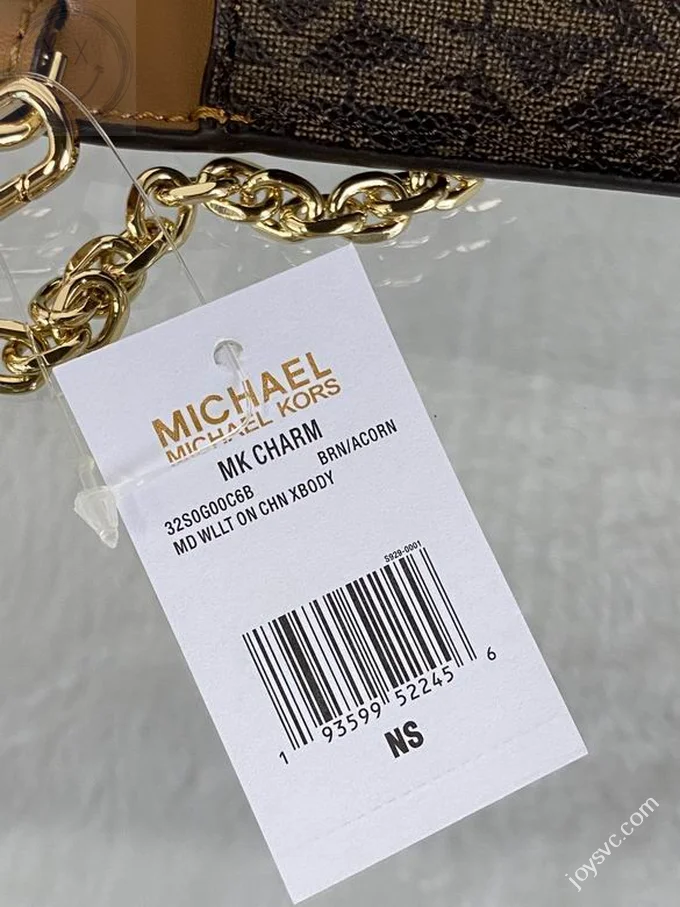 MICHAEL
MICHAEL KORS
MK CHARM
32S0G00C6B BRN/ACORN
MD WLLT ON CHN XBODY
S929-0001
1 93599 52245 6
NS
joysvc.com